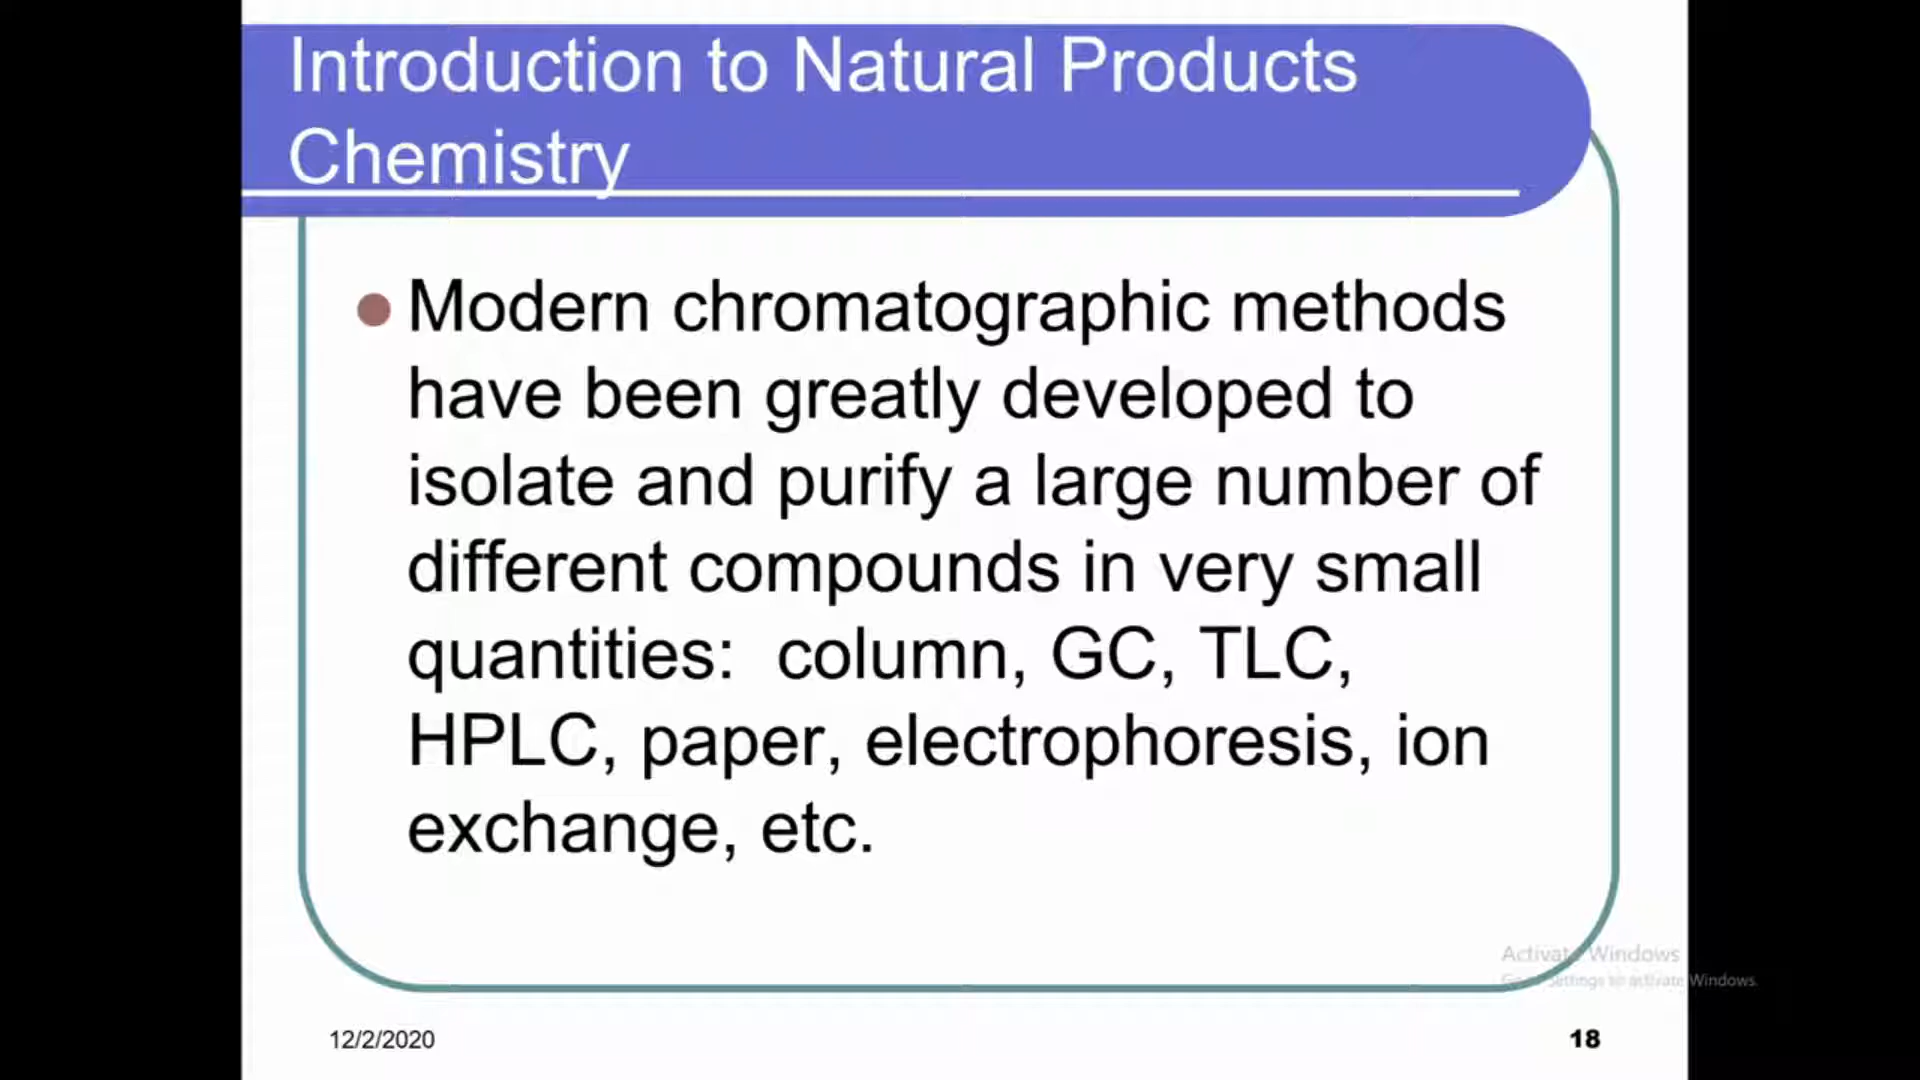 Introduction to Natural Products
Chemistry
Modern chromatographic methods
have been greatly developed to
isolate and purify a large number of
different compounds in very small
quantities:  column, GC, TLC,
HPLC, paper, electrophoresis, ion
exchange, etc.
Activate Windows
Go to Settings to activate Windows.
12/2/2020
18